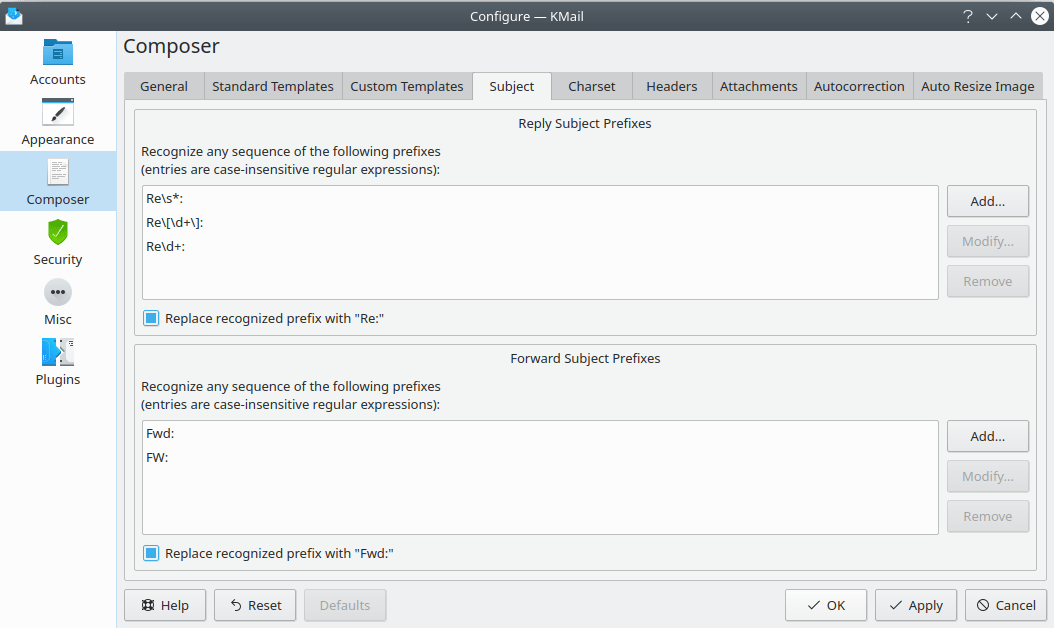 Configure — KMail
?
Accounts
Appearance
Composer
Security
Misc
Plugins
Composer
General
Standard Templates
Custom Templates
Subject
Charset
Headers
Attachments
Autocorrection
Auto Resize Image
Reply Subject Prefixes
Recognize any sequence of the following prefixes
(entries are case-insensitive regular expressions):
Re\s*:
Re\[\d+\]:
Re\d+:
Add...
Modify...
Remove
Replace recognized prefix with "Re:"
Forward Subject Prefixes
Recognize any sequence of the following prefixes
(entries are case-insensitive regular expressions):
Fwd:
FW:
Add...
Modify...
Remove
Replace recognized prefix with "Fwd:"
Help
Reset
Defaults
OK
Apply
Cancel